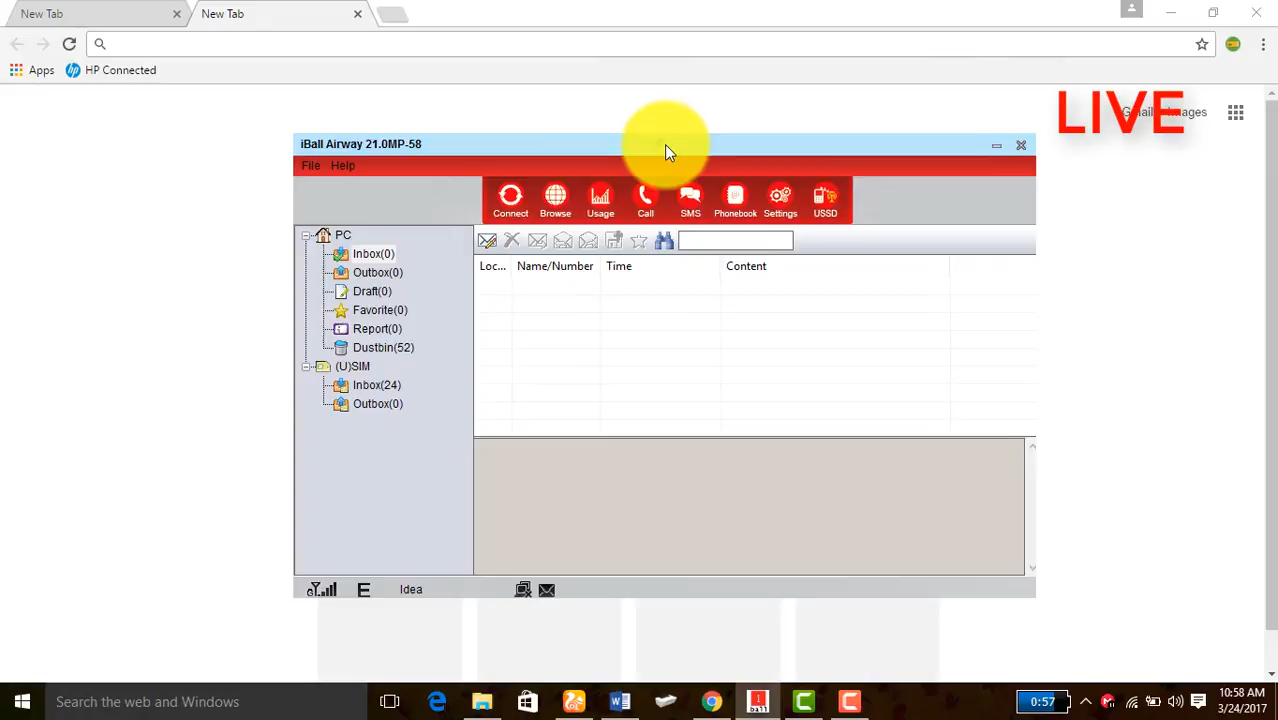 New Tab
New Tab
Apps
HP Connected
LIVE
Gmail Images
iBall Airway 21.0MP-58
File Help
Connect Browse Usage Call SMS Phonebook Settings USSD
PC
Inbox(0)
Outbox(0)
Draft(0)
Favorite(0)
Report(0)
Dustbin(52)
(U)SIM
Inbox(24)
Outbox(0)
Loc... Name/Number Time Content
E Idea
Search the web and Windows
0:57
10:58 AM
3/24/2017